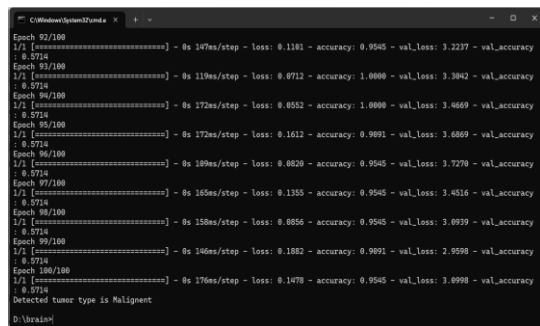 C:\Windows\System32\cmd.e
Epoch 92/100
1/1 [==============================] - 0s 147ms/step - loss: 0.1101 - accuracy: 0.9545 - val_loss: 3.2237 - val_accuracy
: 0.5714
Epoch 93/100
1/1 [==============================] - 0s 119ms/step - loss: 0.0712 - accuracy: 1.0000 - val_loss: 3.3042 - val_accuracy
: 0.5714
Epoch 94/100
1/1 [==============================] - 0s 172ms/step - loss: 0.0552 - accuracy: 1.0000 - val_loss: 3.4669 - val_accuracy
: 0.5714
Epoch 95/100
1/1 [==============================] - 0s 172ms/step - loss: 0.1612 - accuracy: 0.9091 - val_loss: 3.6869 - val_accuracy
: 0.5714
Epoch 96/100
1/1 [==============================] - 0s 109ms/step - loss: 0.0820 - accuracy: 0.9545 - val_loss: 3.7270 - val_accuracy
: 0.5714
Epoch 97/100
1/1 [==============================] - 0s 165ms/step - loss: 0.1355 - accuracy: 0.9545 - val_loss: 3.4516 - val_accuracy
: 0.5714
Epoch 98/100
1/1 [==============================] - 0s 158ms/step - loss: 0.0856 - accuracy: 0.9545 - val_loss: 3.0939 - val_accuracy
: 0.5714
Epoch 99/100
1/1 [==============================] - 0s 146ms/step - loss: 0.1882 - accuracy: 0.9091 - val_loss: 2.9598 - val_accuracy
: 0.5714
Epoch 100/100
1/1 [==============================] - 0s 176ms/step - loss: 0.1478 - accuracy: 0.9545 - val_loss: 3.0998 - val_accuracy
: 0.5714
Detected tumor type is Malignent
D:\brain>